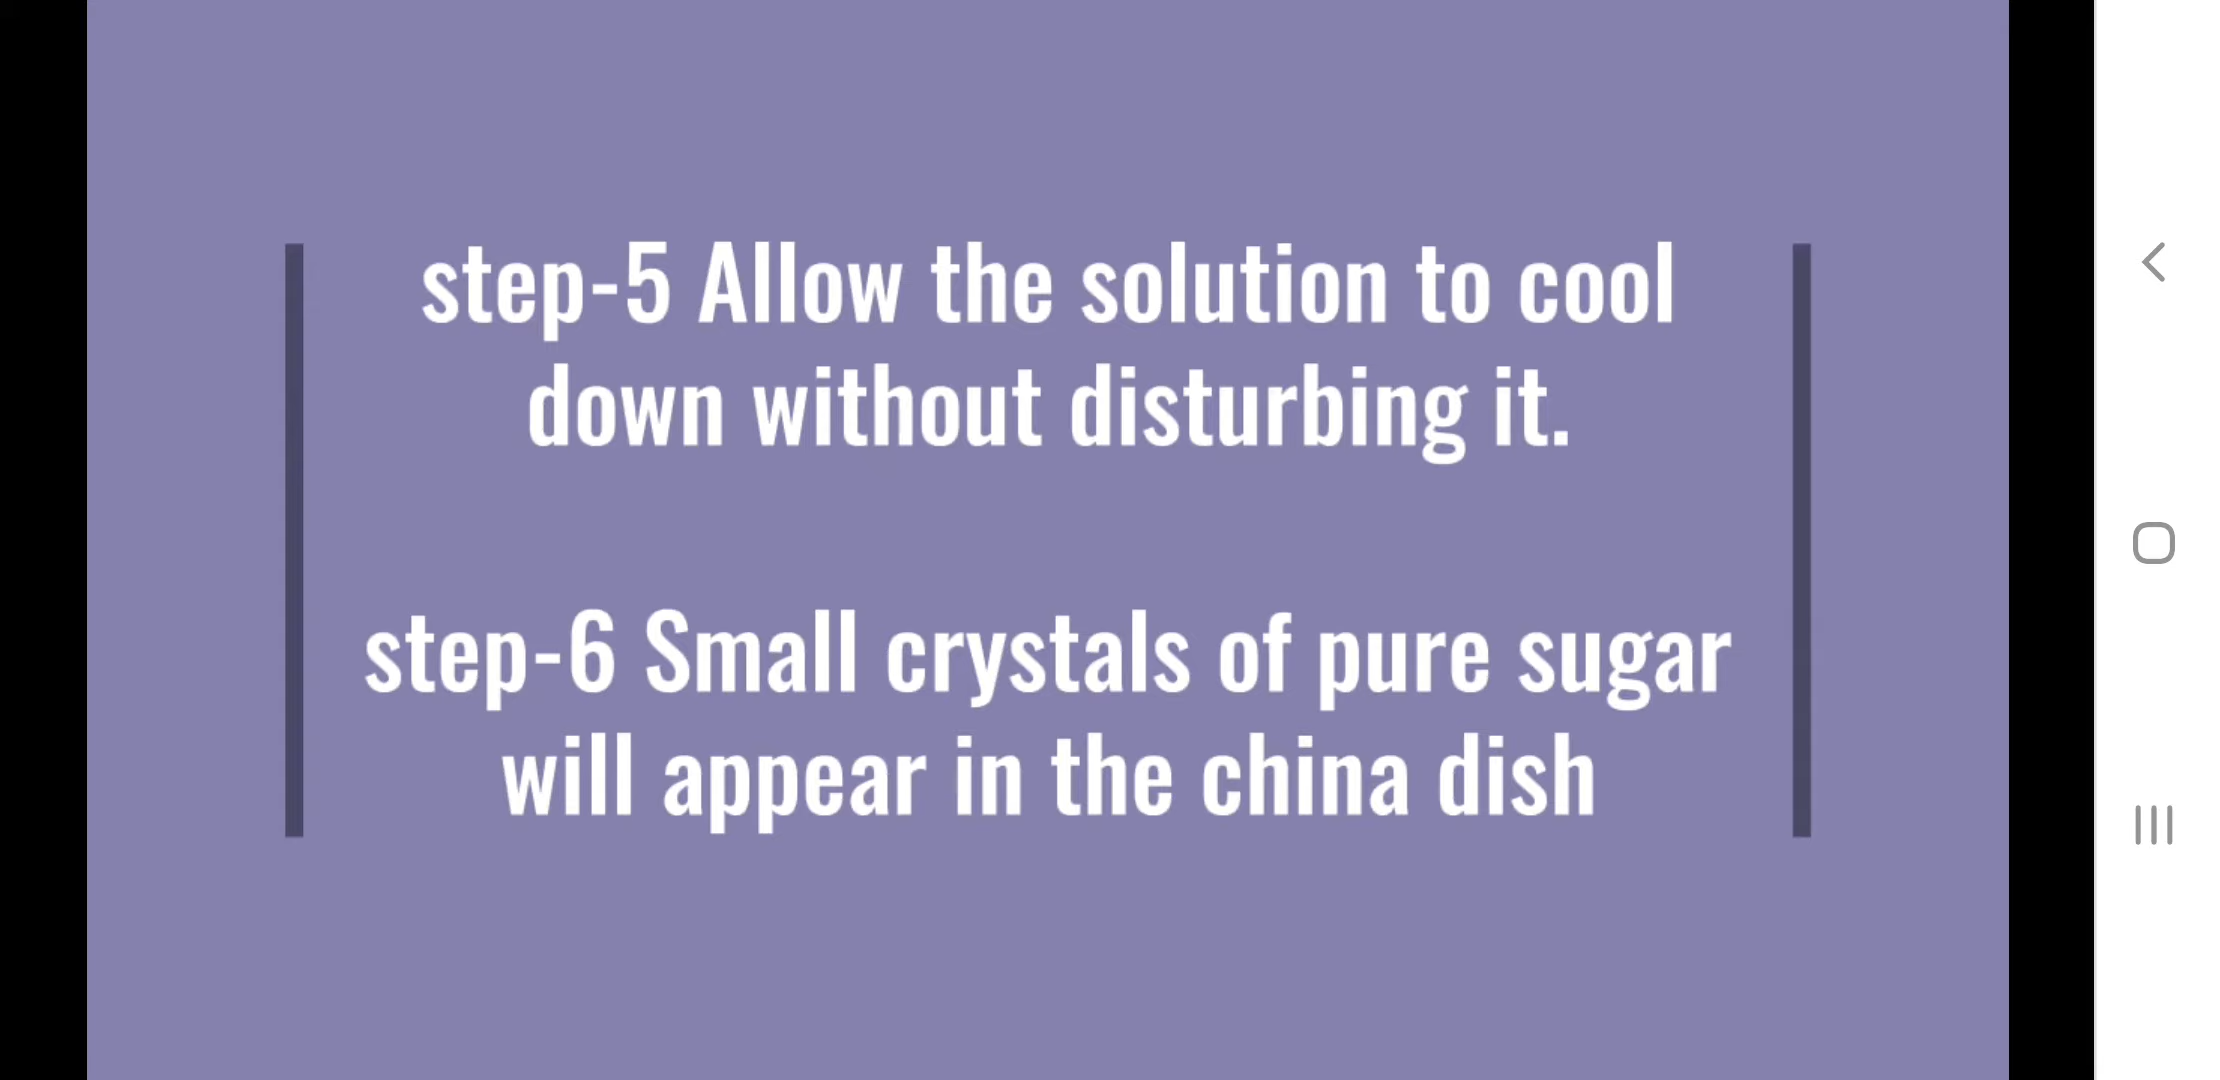 step-5 Allow the solution to cool
down without disturbing it.
step-6 Small crystals of pure sugar
will appear in the china dish